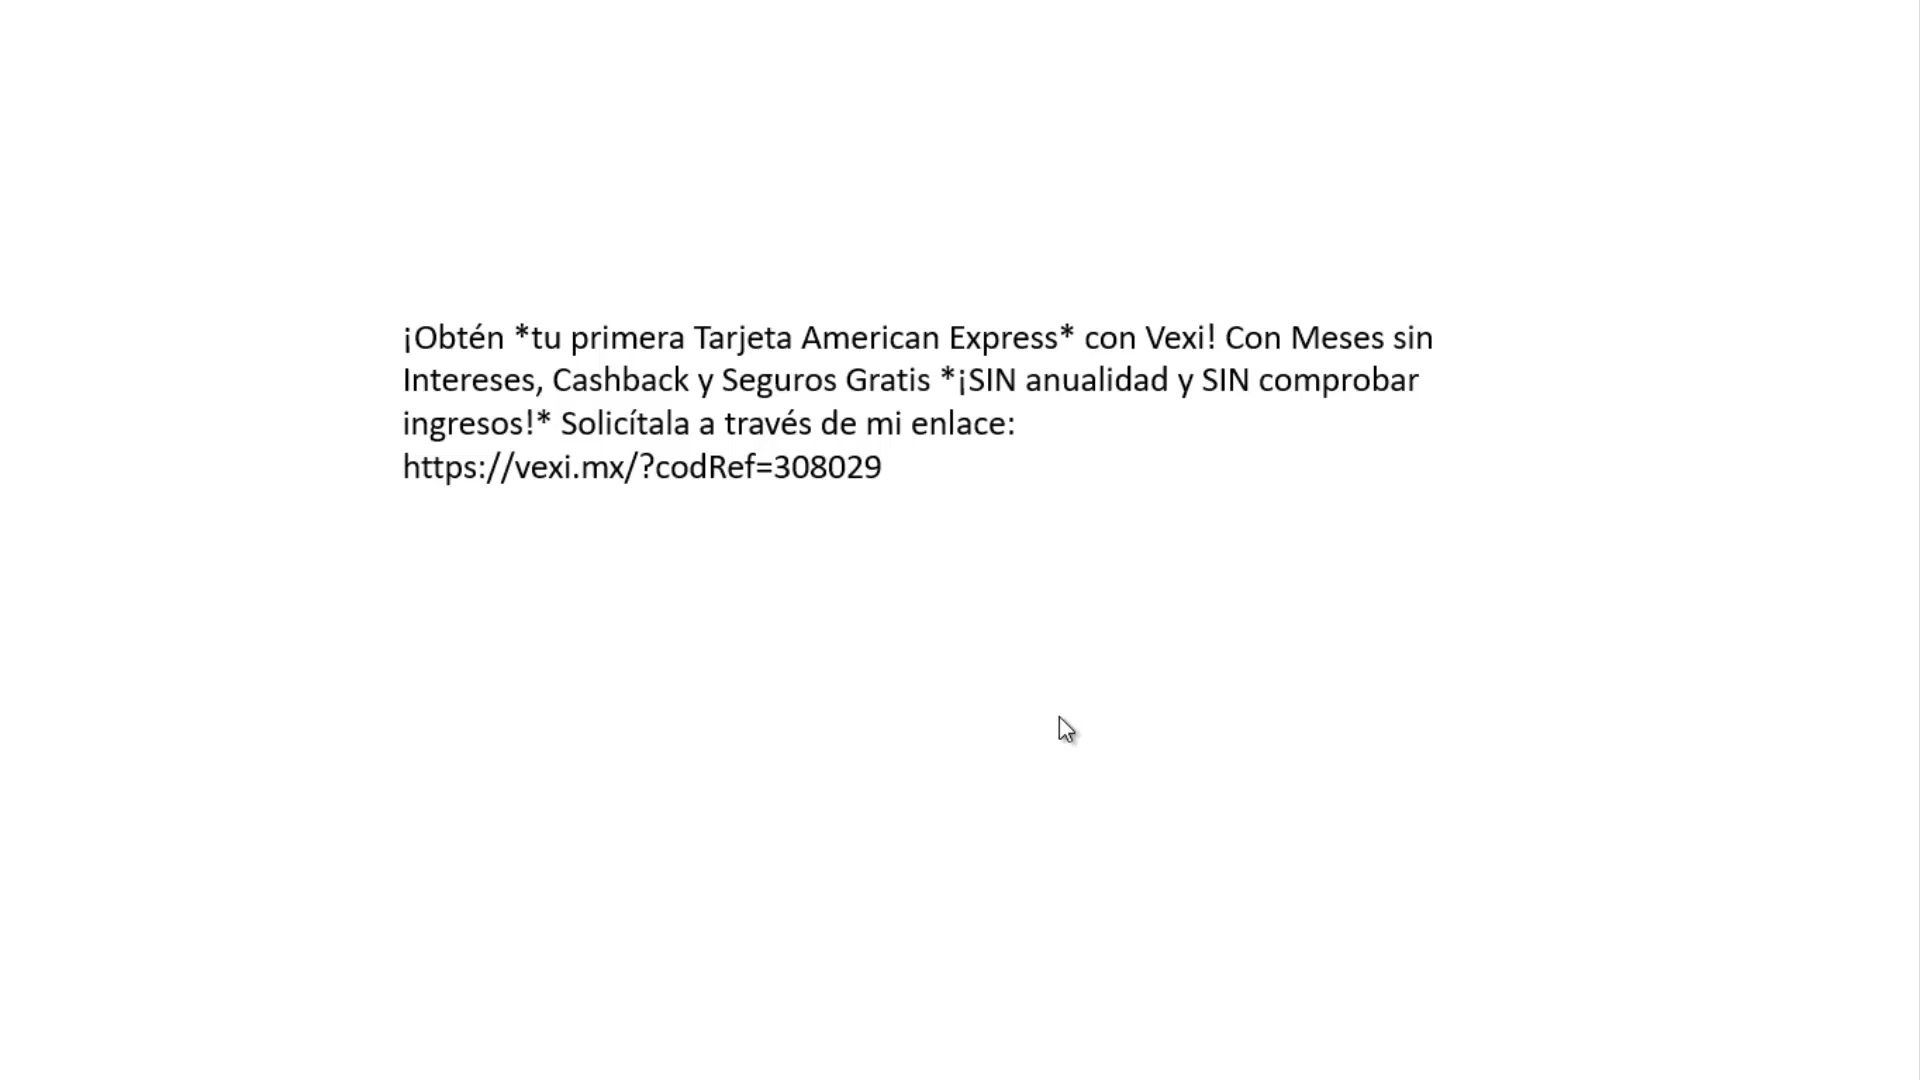 ¡Obtén *tu primera Tarjeta American Express* con Vexi! Con Meses sin
Intereses, Cashback y Seguros Gratis *¡SIN anualidad y SIN comprobar
ingresos!* Solicítala a través de mi enlace:
https://vexi.mx/?codRef=308029